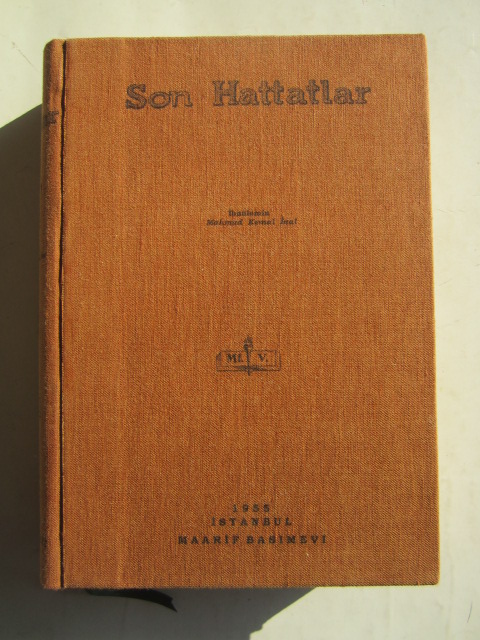 Son Hattatlar
İbnülemin
Mahmud Kemal İnal
M. V.
1955
İSTANBUL
MAARİF BASIMEVİ